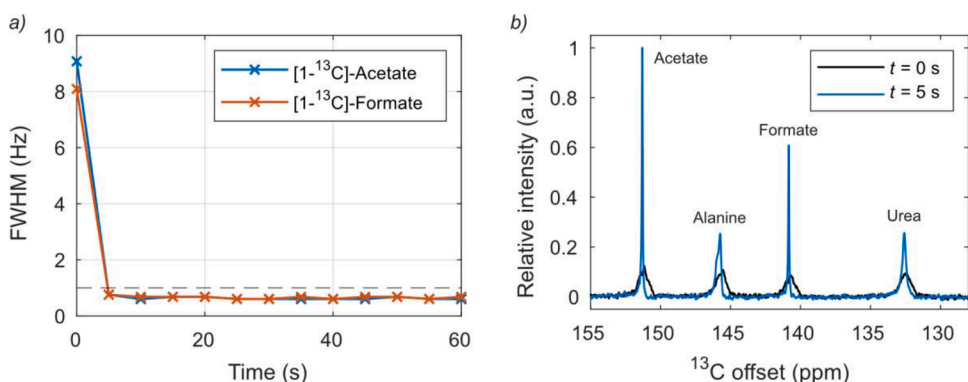 a)
10
8
6
4
2
1
0
FWHM (Hz)
0 20 40 60
Time (s)
[1-¹³C]-Acetate
[1-¹³C]-Formate
b)
1
0.8
0.6
0.4
0.2
0
Relative intensity (a.u.)
Acetate
Alanine
Formate
Urea
t = 0 s
t = 5 s
155 150 145 140 135 130
¹³C offset (ppm)